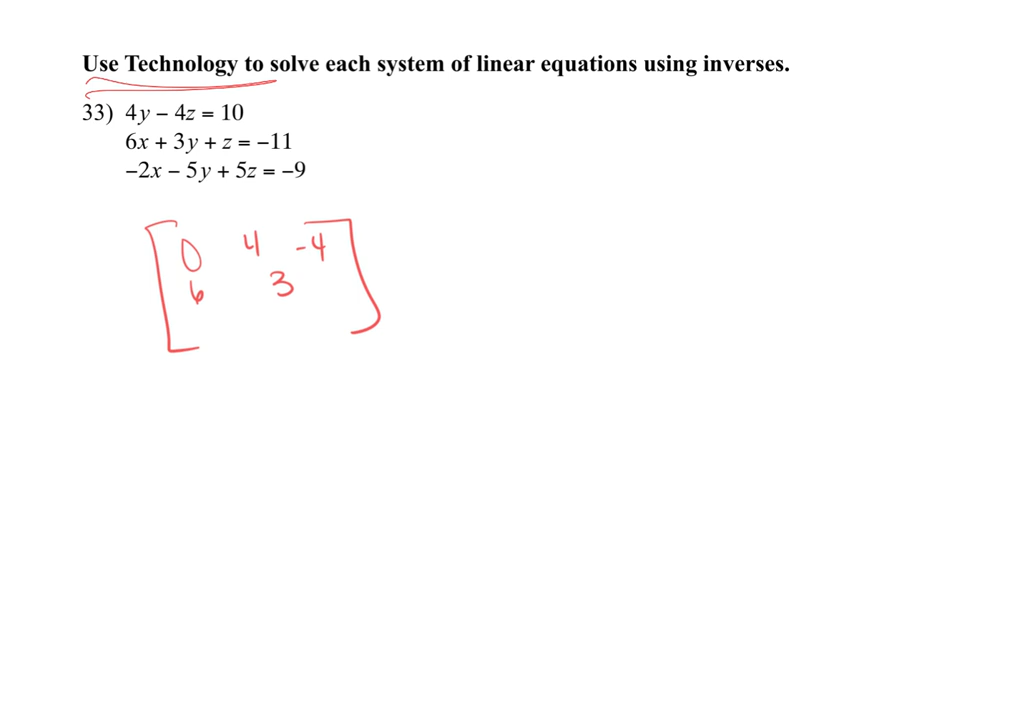 Use Technology to solve each system of linear equations using inverses.
33) 4y − 4z = 10
6x + 3y + z = −11
−2x − 5y + 5z = −9
0 4 -4
6 3